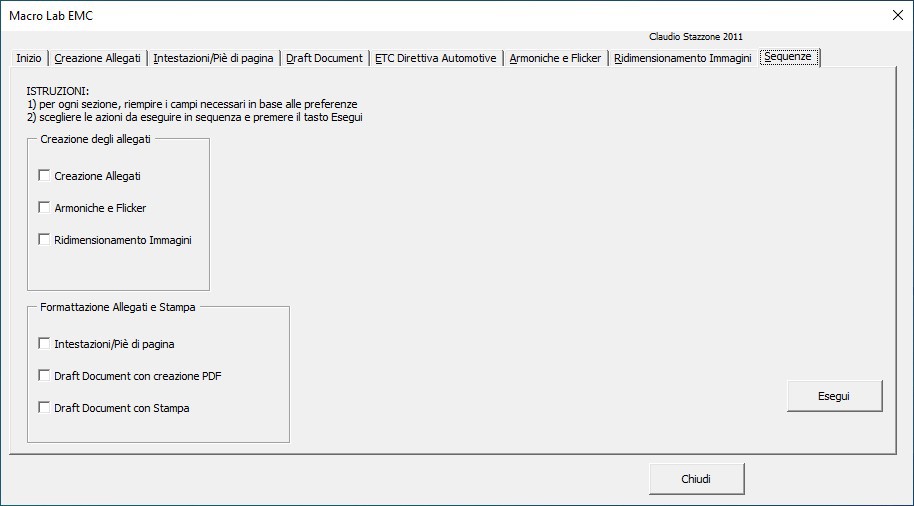 Macro Lab EMC
Claudio Stazzone 2011
Inizio Creazione Allegati Intestazioni/Piè di pagina Draft Document ETC Direttiva Automotive Armoniche e Flicker Ridimensionamento Immagini Sequenze
ISTRUZIONI:
1) per ogni sezione, riempire i campi necessari in base alle preferenze
2) scegliere le azioni da eseguire in sequenza e premere il tasto Esegui
Creazione degli allegati
Creazione Allegati
Armoniche e Flicker
Ridimensionamento Immagini
Formattazione Allegati e Stampa
Intestazioni/Piè di pagina
Draft Document con creazione PDF
Draft Document con Stampa
Esegui
Chiudi